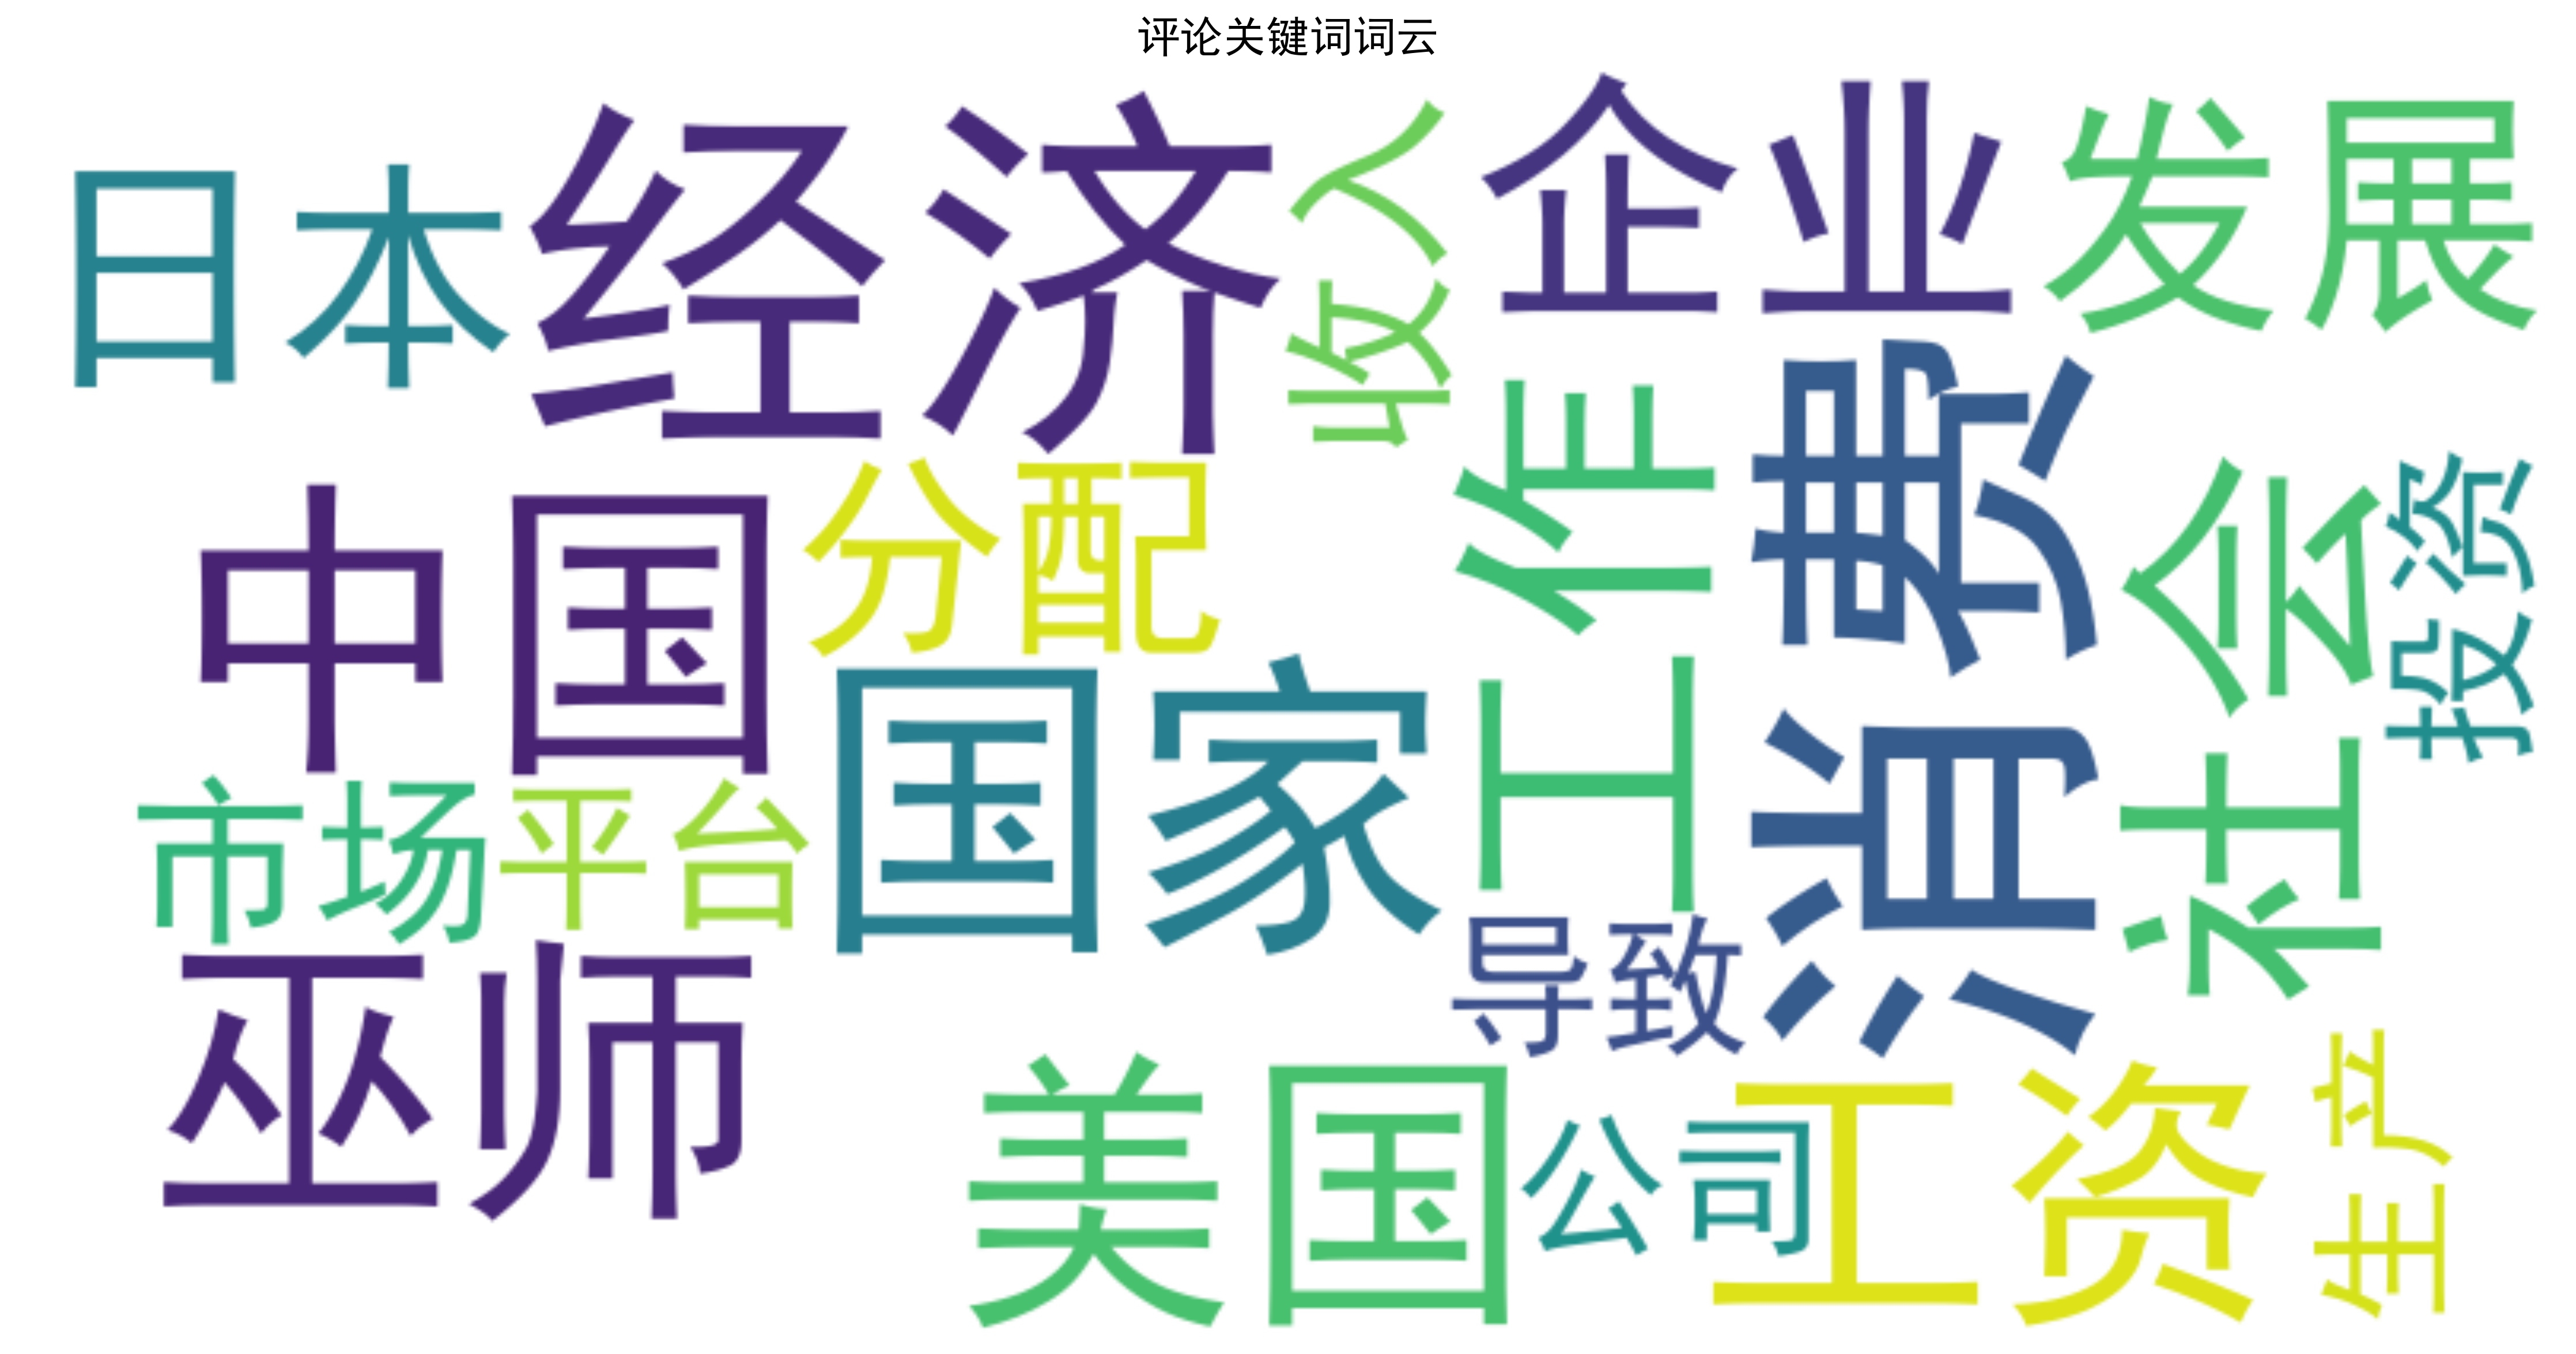 评论关键词词云
日本
经济
收入
企业
发展
中国
分配
工作
消费
社会
投资
市场
平台
国家
导致
巫师
美国
公司
工资
生产